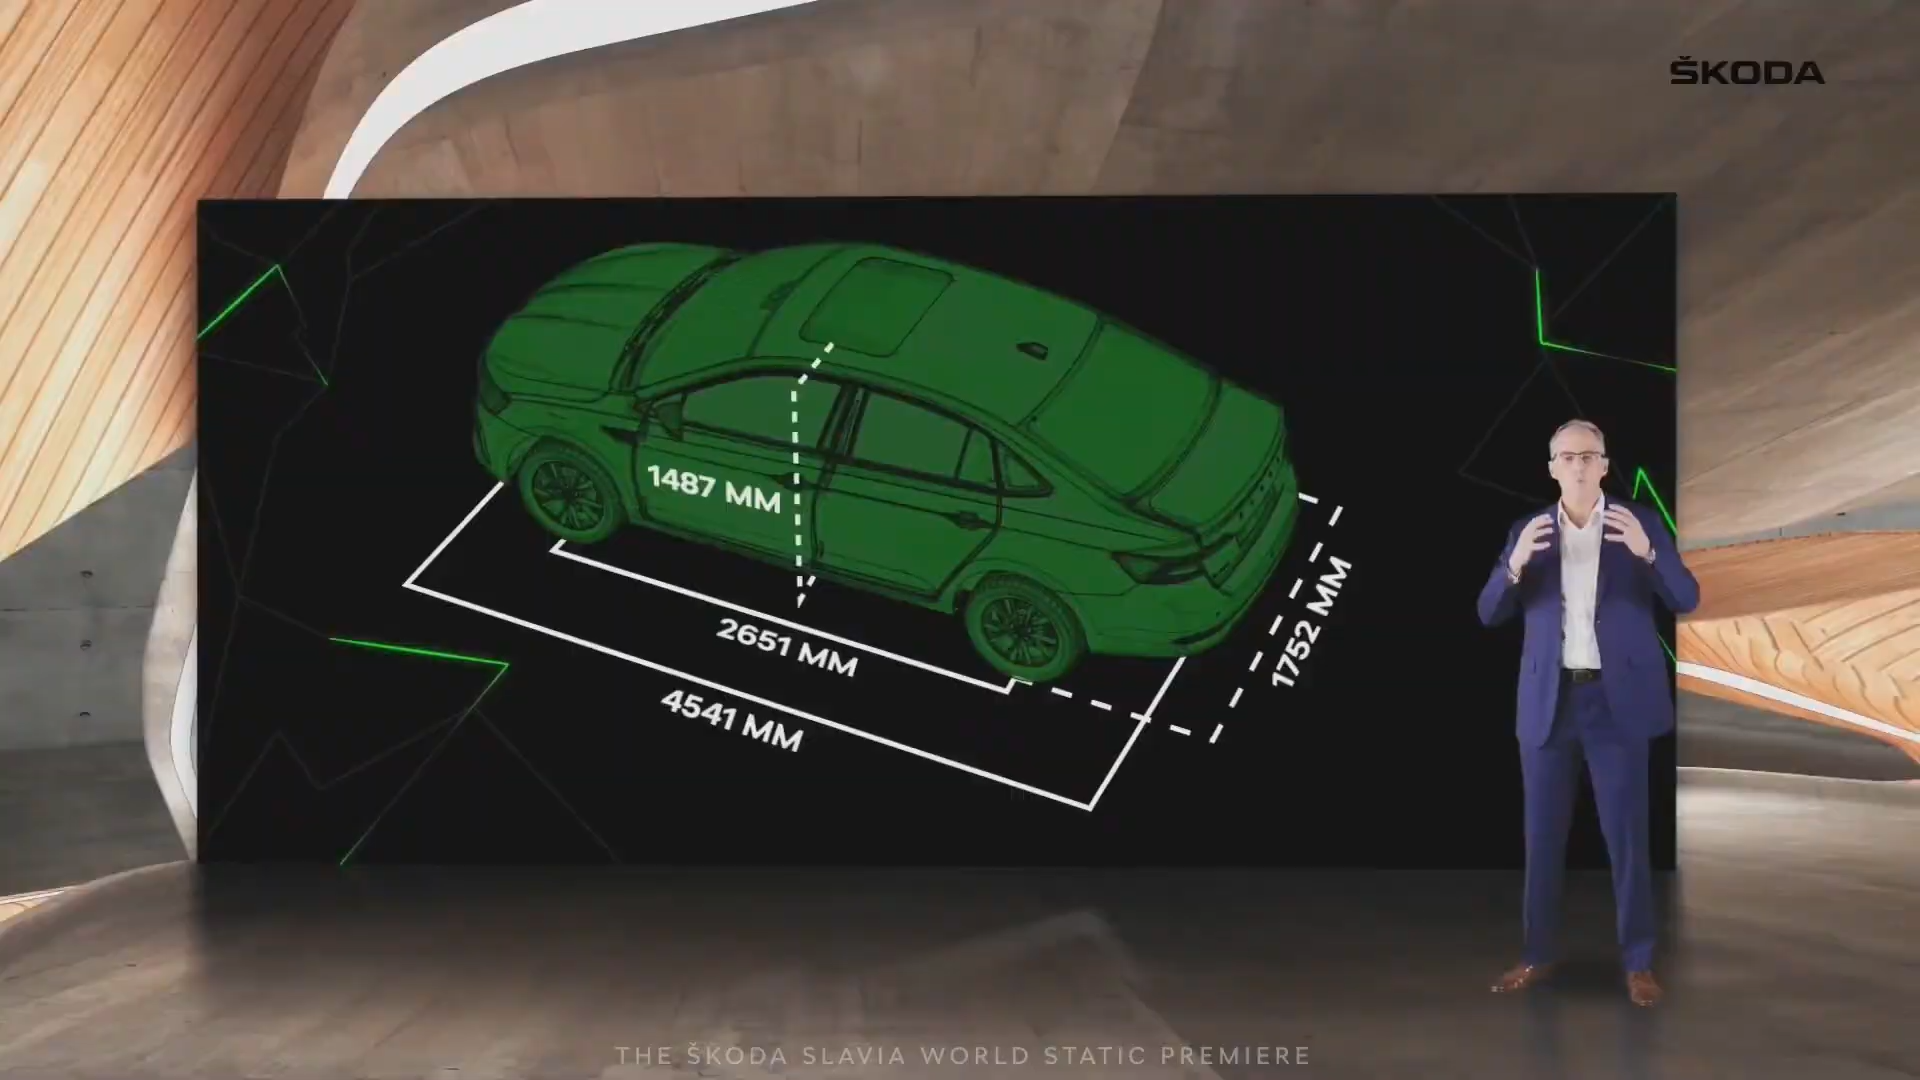 ŠKODA
1487 MM
2651 MM
4541 MM
1752 MM
THE ŠKODA SLAVIA WORLD STATIC PREMIERE